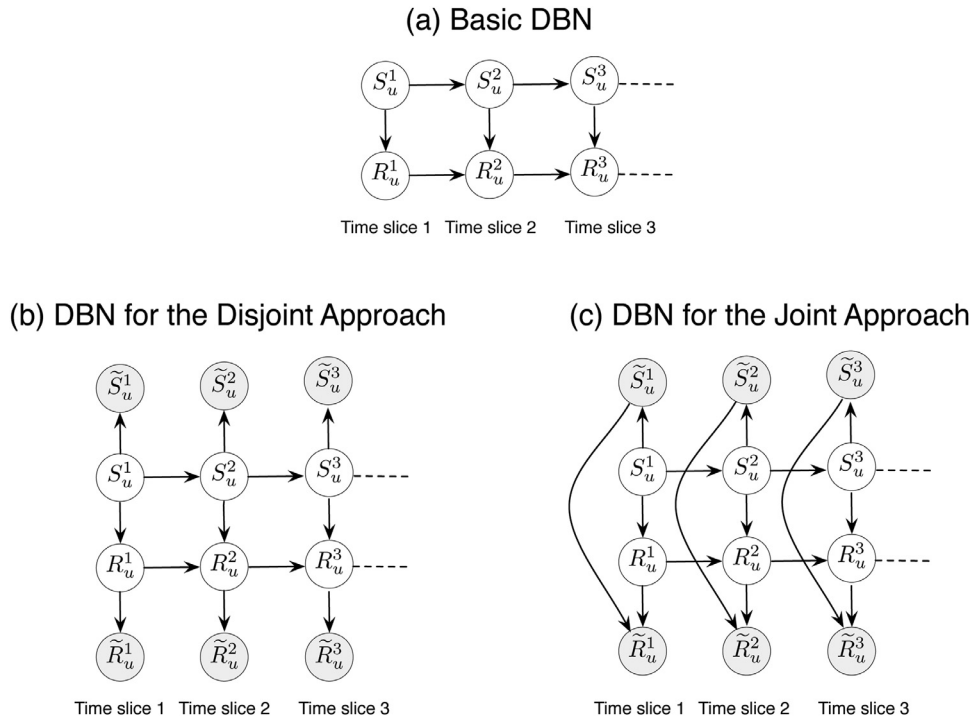 (a) Basic DBN
S_u^1 S_u^2 S_u^3
R_u^1 R_u^2 R_u^3
Time slice 1 Time slice 2 Time slice 3
(b) DBN for the Disjoint Approach
S̃_u^1 S̃_u^2 S̃_u^3
S_u^1 S_u^2 S_u^3
R_u^1 R_u^2 R_u^3
R̃_u^1 R̃_u^2 R̃_u^3
Time slice 1 Time slice 2 Time slice 3
(c) DBN for the Joint Approach
S̃_u^1 S̃_u^2 S̃_u^3
S_u^1 S_u^2 S_u^3
R_u^1 R_u^2 R_u^3
R̃_u^1 R̃_u^2 R̃_u^3
Time slice 1 Time slice 2 Time slice 3